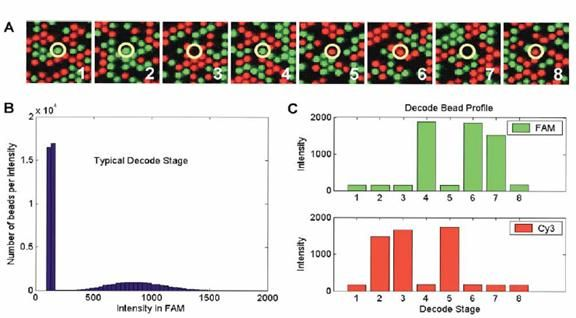 A
1 2 3 4 5 6 7 8
B
2 x 10⁴
1.5
1
0.5
0
Number of beads per intensity
Typical Decode Stage
0 500 1000 1500 2000
Intensity in FAM
C
Decode Bead Profile
2000
1000
0
Intensity
FAM
1 2 3 4 5 6 7 8
2000
1000
0
Intensity
Cy3
1 2 3 4 5 6 7 8
Decode Stage